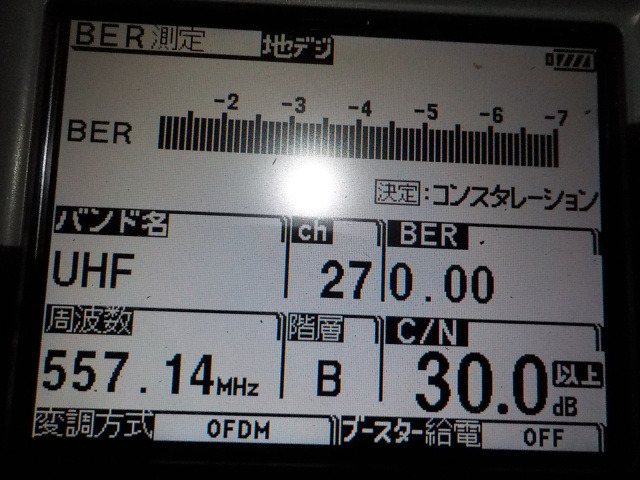 BER測定 地デジ
-2 -3 -4 -5 -6 -7
BER
決定:コンスタレーション
バンド名 ch BER
UHF 27 0.00
周波数 階層 C/N
557.14MHz B 30.0以上dB
変調方式 OFDM ブースター給電 OFF